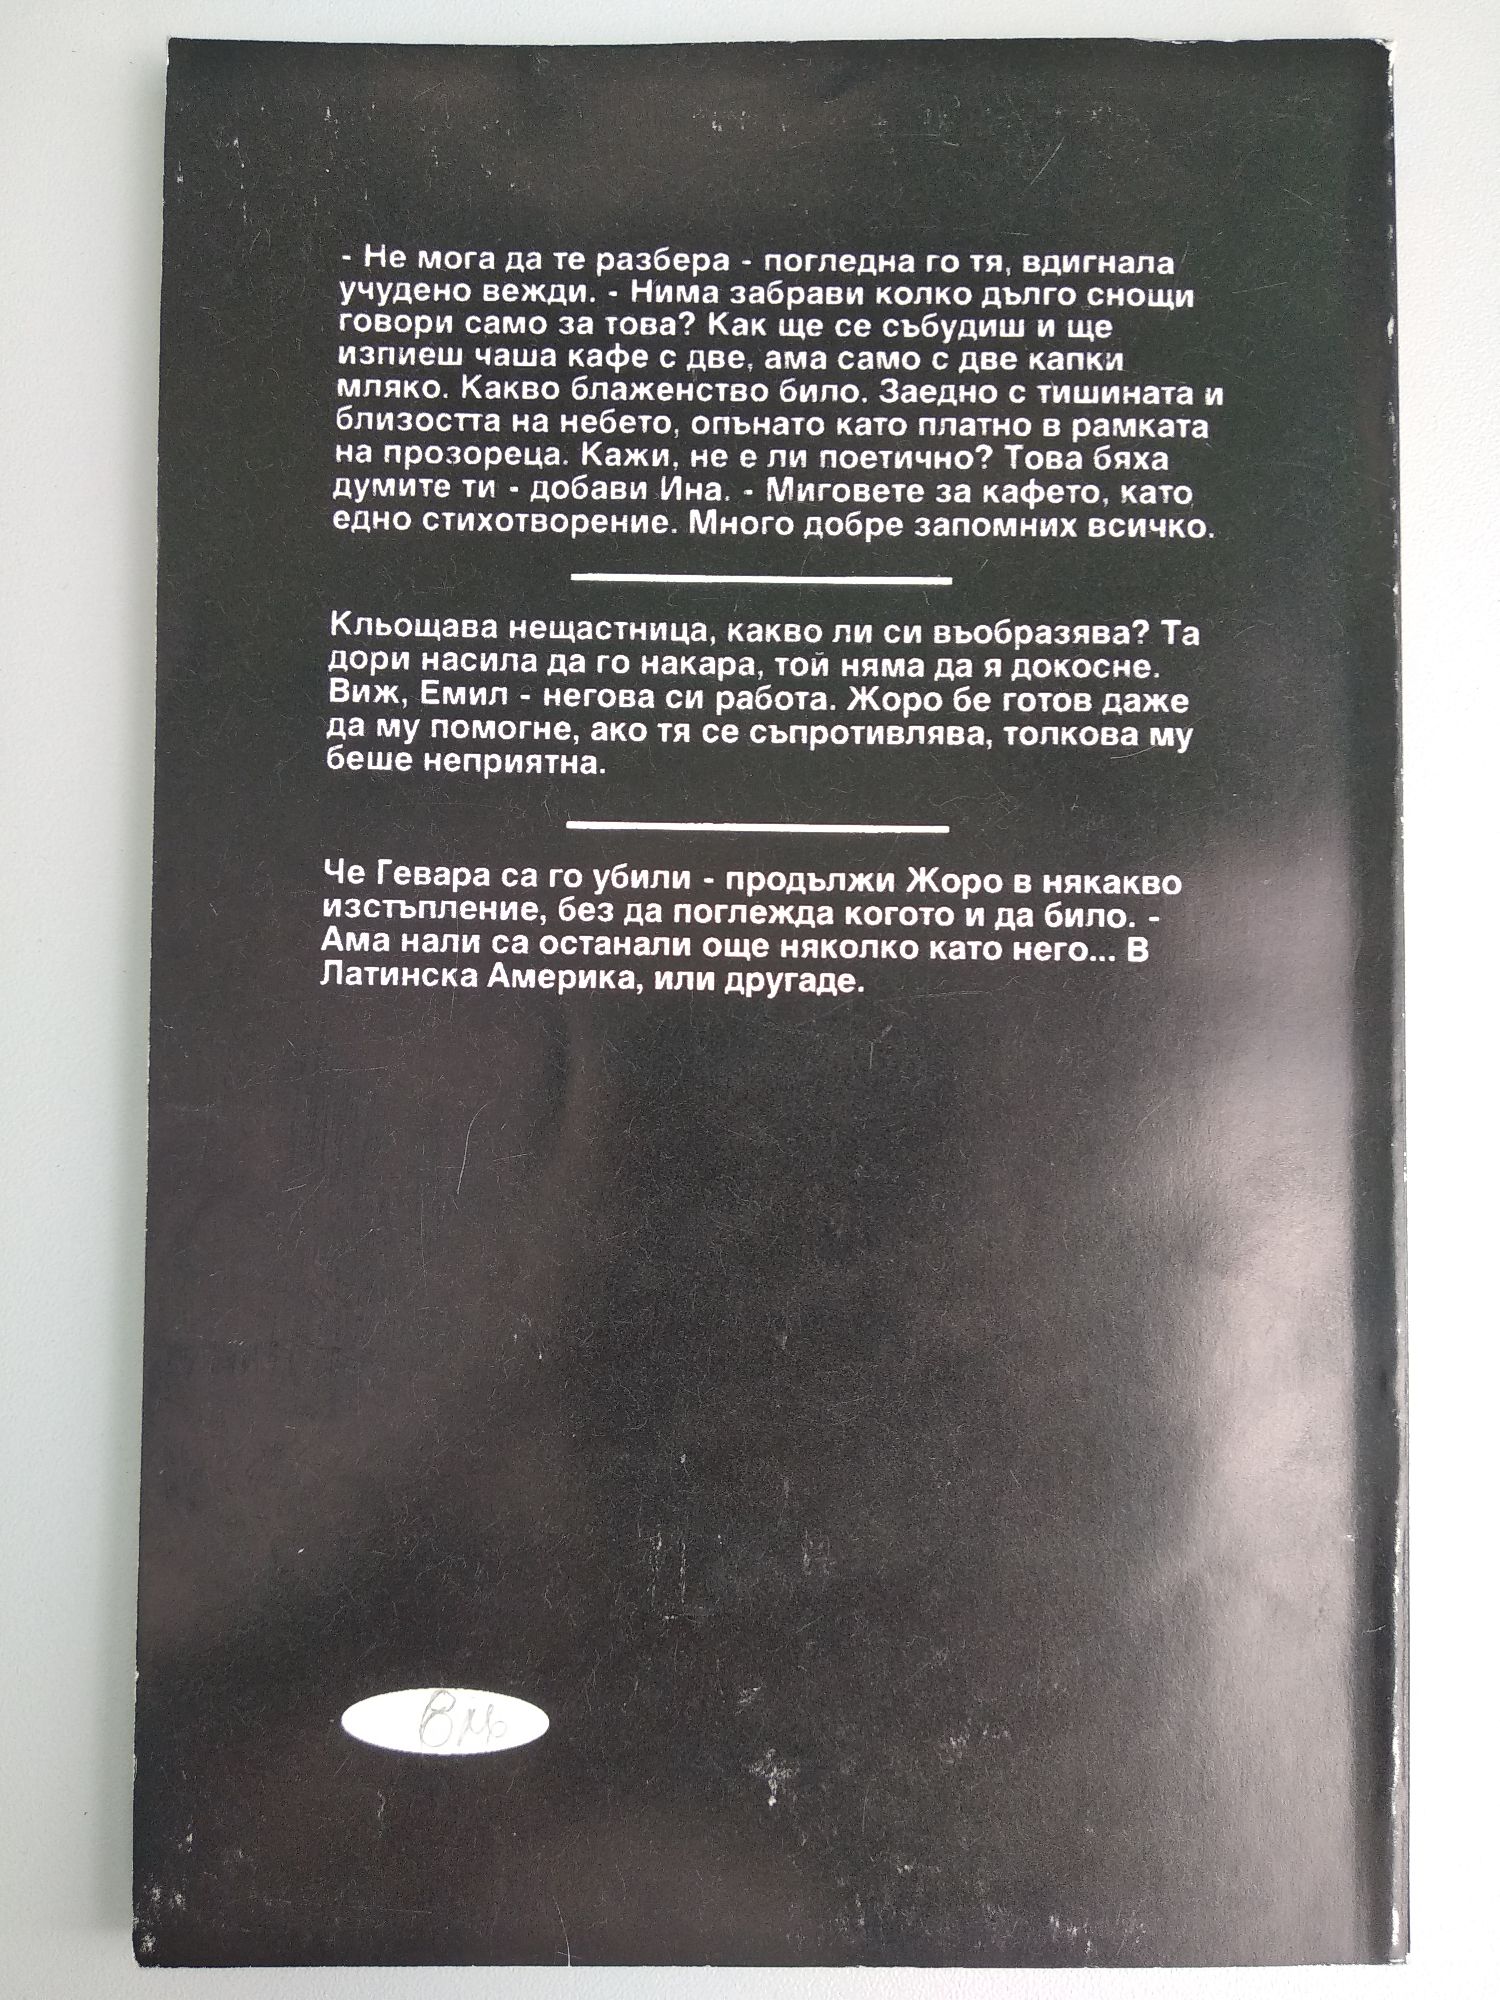 - Не мога да те разбера - погледна го тя, вдигнала
учудено вежди. - Нима забрави колко дълго снощи
говори само за това? Как ще се събудиш и ще
изпиеш чаша кафе с две, ама само с две капки
мляко. Какво блаженство било. Заедно с тишината и
близостта на небето, опънато като платно в рамката
на прозореца. Кажи, не е ли поетично? Това бяха
думите ти - добави Ина. - Миговете за кафето, като
едно стихотворение. Много добре запомних всичко.
Кльощава нещастница, какво ли си въобразява? Та
дори насила да го накара, той няма да я докосне.
Виж, Емил - негова си работа. Жоро бе готов даже
да му помогне, ако тя се съпротивлява, толкова му
беше неприятна.
Че Гевара са го убили - продължи Жоро в някакво
изстъпление, без да поглежда когото и да било. -
Ама нали са останали още няколко като него... В
Латинска Америка, или другаде.